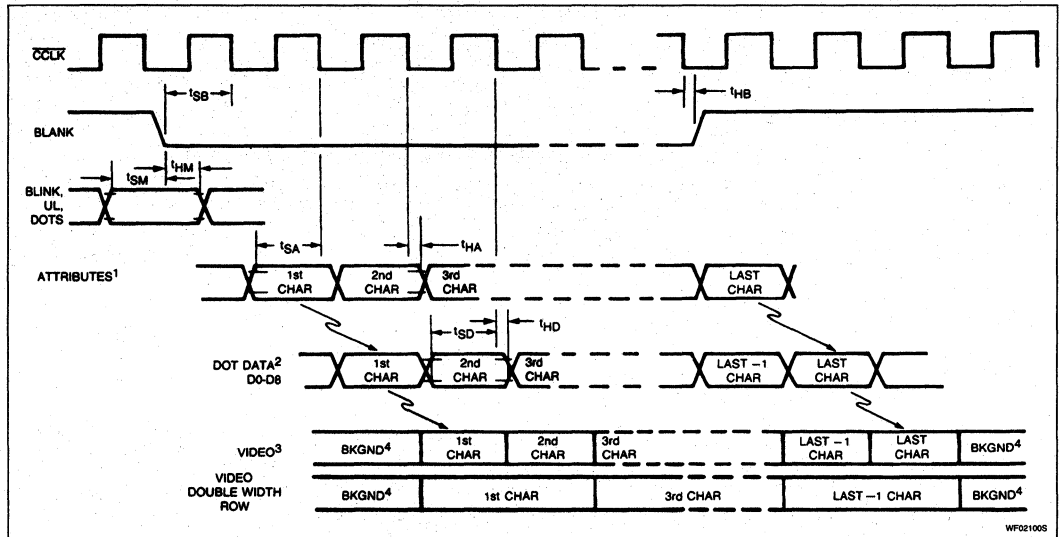 CCLK
tSB
tHB
BLANK
tHM
tSM
BLINK,
UL,
DOTS
tSA
tHA
ATTRIBUTES1
1st
CHAR
2nd
CHAR
3rd
CHAR
LAST
CHAR
tSD
tHD
DOT DATA2
D0-D8
1st
CHAR
2nd
CHAR
3rd
CHAR
LAST –1
CHAR
LAST
CHAR
VIDEO3
BKGND4
1st
CHAR
2nd
CHAR
3rd
CHAR
LAST –1
CHAR
LAST
CHAR
BKGND4
VIDEO
DOUBLE WIDTH
ROW
BKGND4
1st CHAR
3rd CHAR
LAST –1 CHAR
BKGND4
WF02100S